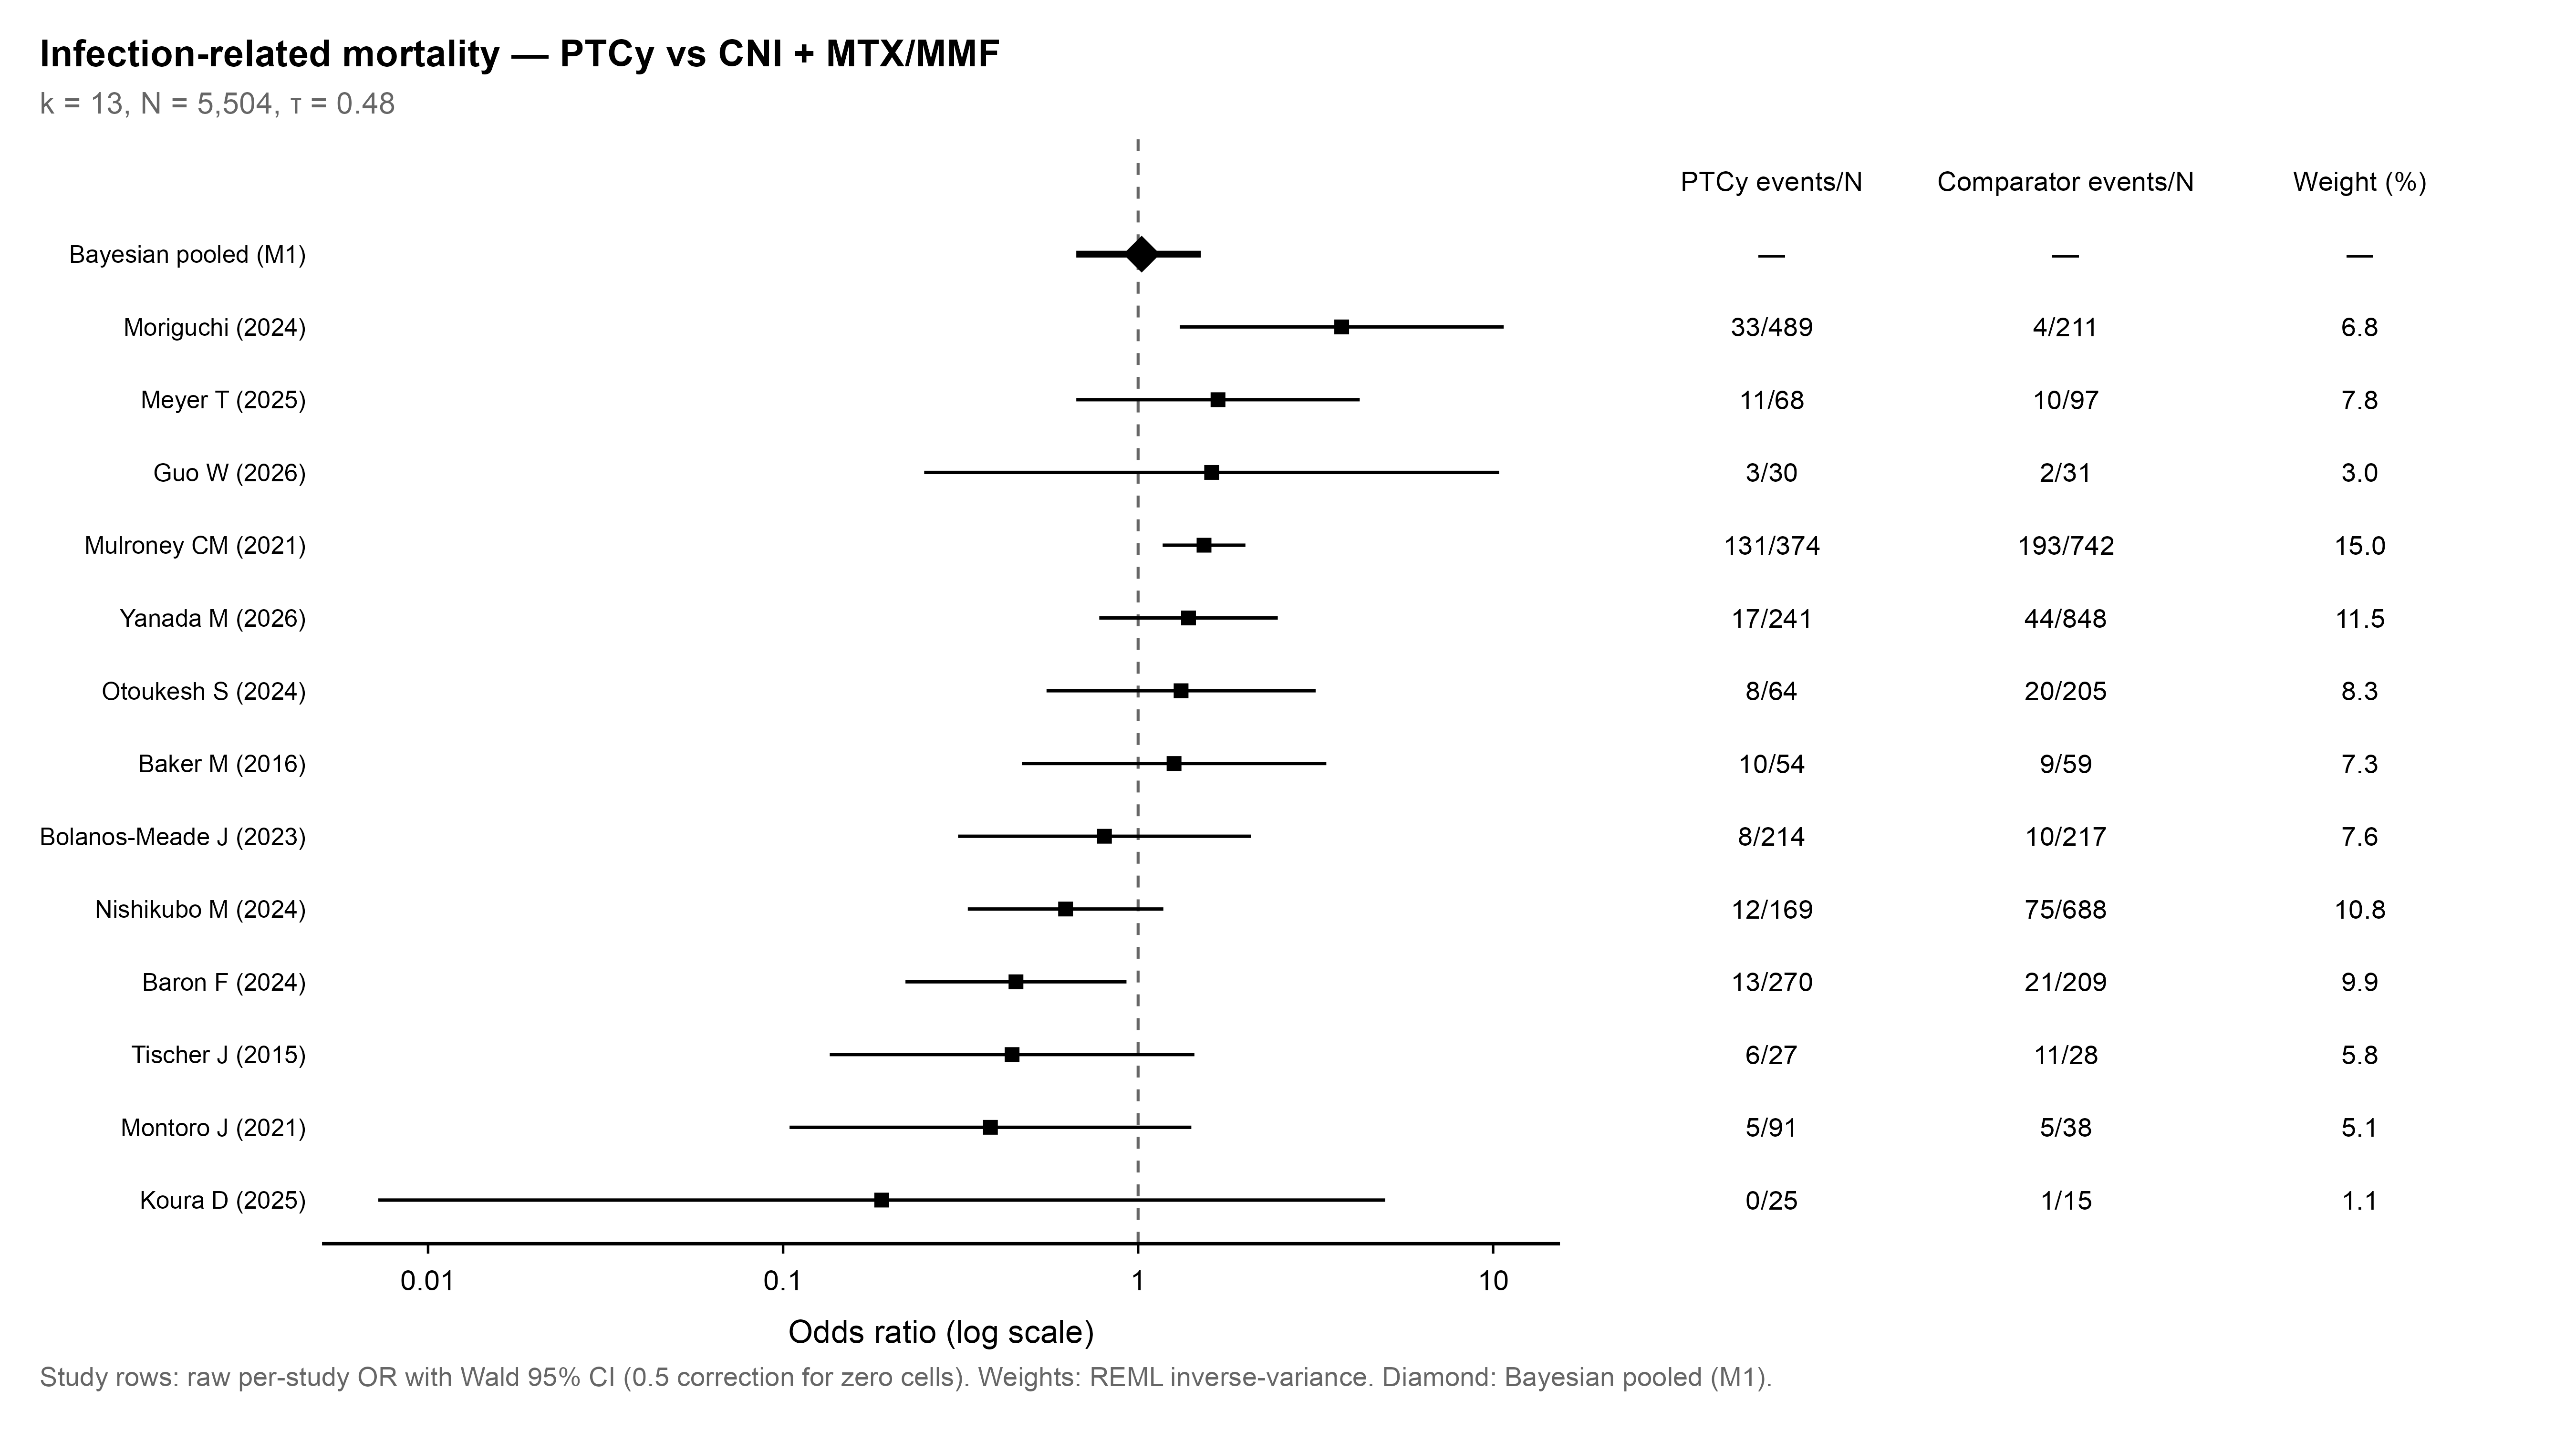 Infection-related mortality — PTCy vs CNI + MTX/MMF
k = 13, N = 5,504, τ = 0.48
PTCy events/N Comparator events/N Weight (%)
Bayesian pooled (M1) — — —
Moriguchi (2024) 33/489 4/211 6.8
Meyer T (2025) 11/68 10/97 7.8
Guo W (2026) 3/30 2/31 3.0
Mulroney CM (2021) 131/374 193/742 15.0
Yanada M (2026) 17/241 44/848 11.5
Otoukesh S (2024) 8/64 20/205 8.3
Baker M (2016) 10/54 9/59 7.3
Bolanos-Meade J (2023) 8/214 10/217 7.6
Nishikubo M (2024) 12/169 75/688 10.8
Baron F (2024) 13/270 21/209 9.9
Tischer J (2015) 6/27 11/28 5.8
Montoro J (2021) 5/91 5/38 5.1
Koura D (2025) 0/25 1/15 1.1
0.01 0.1 1 10
Odds ratio (log scale)
Study rows: raw per-study OR with Wald 95% CI (0.5 correction for zero cells). Weights: REML inverse-variance. Diamond: Bayesian pooled (M1).